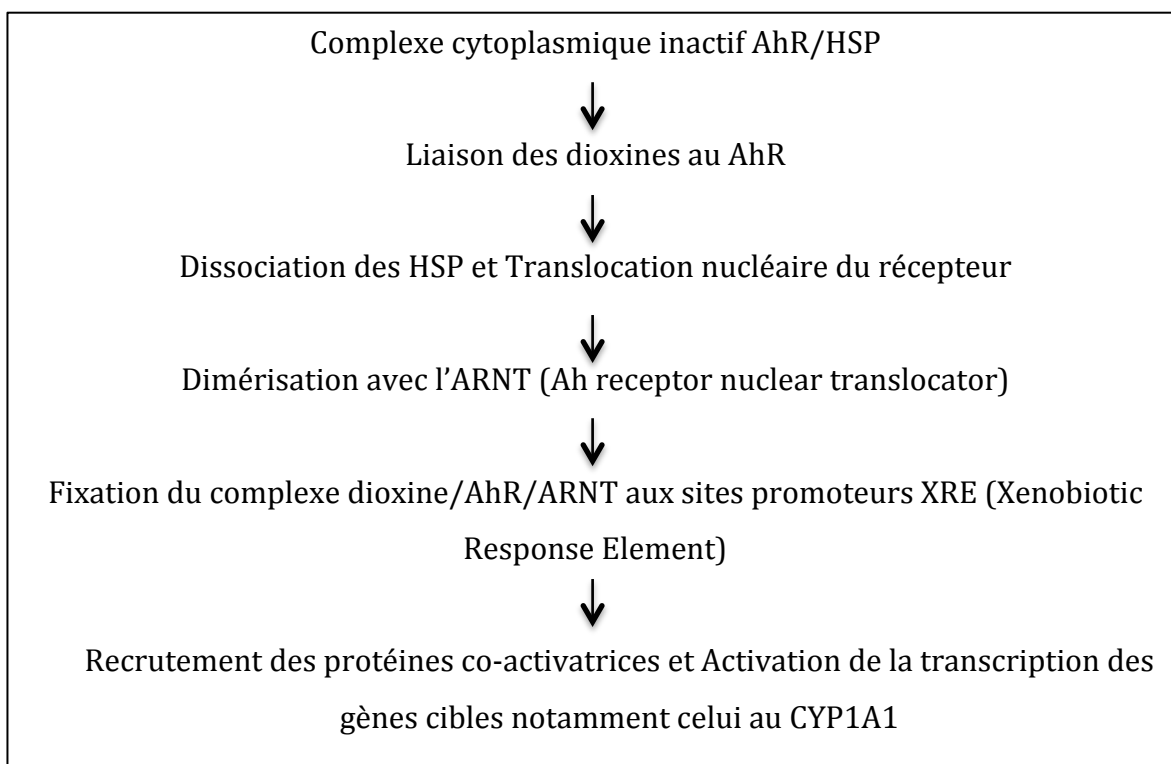 Complexe cytoplasmique inactif AhR/HSP
Liaison des dioxines au AhR
Dissociation des HSP et Translocation nucléaire du récepteur
Dimérisation avec l’ARNT (Ah receptor nuclear translocator)
Fixation du complexe dioxine/AhR/ARNT aux sites promoteurs XRE (Xenobiotic
Response Element)
Recrutement des protéines co-activatrices et Activation de la transcription des
gènes cibles notamment celui au CYP1A1